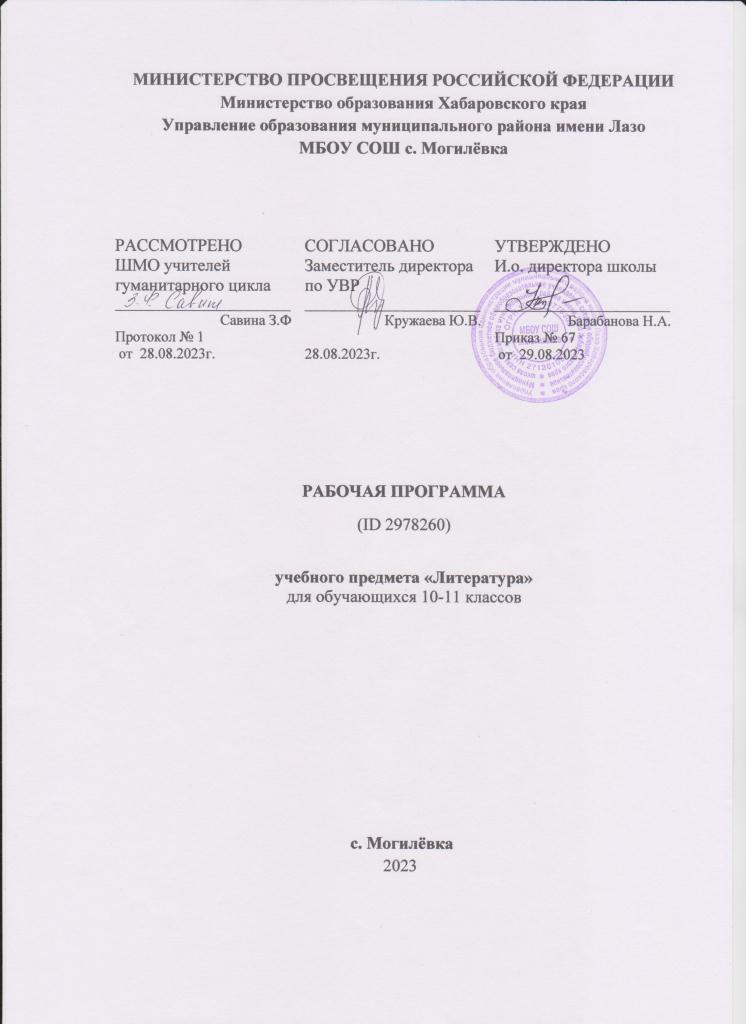 МИНИСТЕРСТВО ПРОСВЕЩЕНИЯ РОССИЙСКОЙ ФЕДЕРАЦИИ
Министерство образования Хабаровского края
Управление образования муниципального района имени Лазо
МБОУ СОШ с. Могилёвка
РАССМОТРЕНО
ШМО учителей
гуманитарного цикла
З.Ф. Савина
Савина З.Ф
Протокол № 1
от 28.08.2023г.
СОГЛАСОВАНО
Заместитель директора
по УВР
Кружаева Ю.В.
28.08.2023г.
УТВЕРЖДЕНО
И.о. директора школы
Барабанова Н.А.
Приказ № 67
от 29.08.2023
МБОУ СОШ
РАБОЧАЯ ПРОГРАММА
(ID 2978260)
учебного предмета «Литература»
для обучающихся 10-11 классов
с. Могилёвка
2023